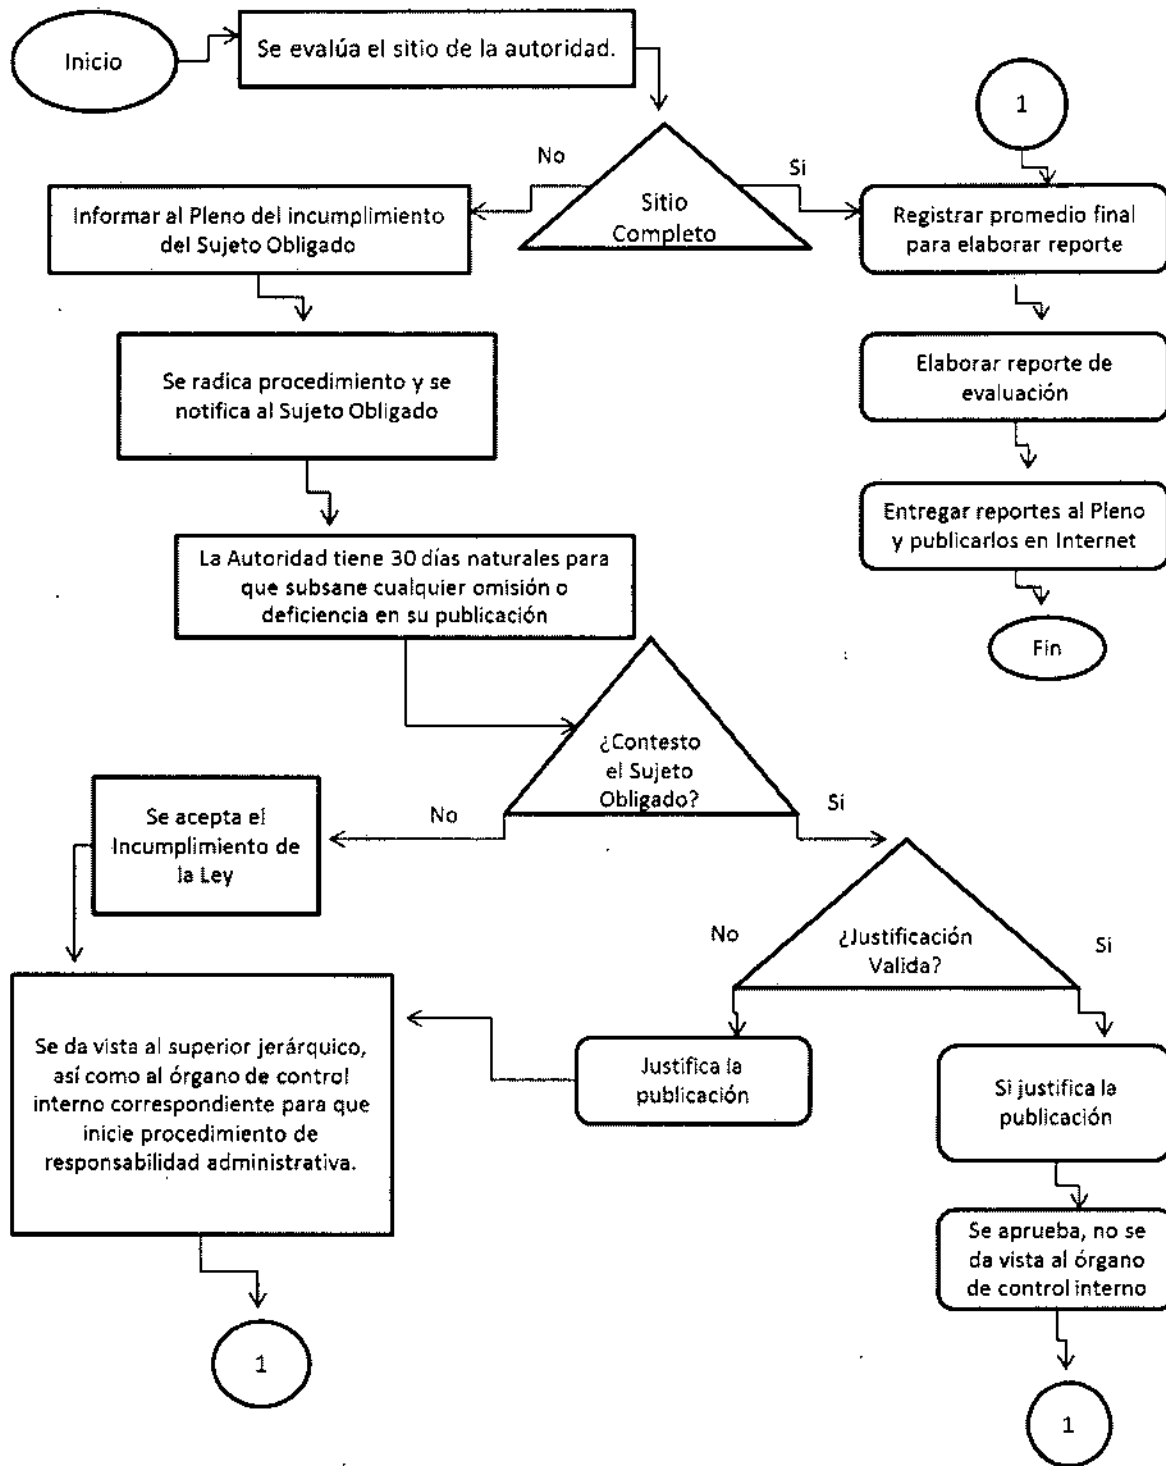 Inicio
Se evalúa el sitio de la autoridad.
1
No
Si
Sitio
Completo
Informar al Pleno del incumplimiento
del Sujeto Obligado
Registrar promedio final
para elaborar reporte
Se radica procedimiento y se
notifica al Sujeto Obligado
Elaborar reporte de
evaluación
Entregar reportes al Pleno
y publicarlos en Internet
La Autoridad tiene 30 días naturales para
que subsane cualquier omisión o
deficiencia en su publicación
Fin
¿Contesto
el Sujeto
Obligado?
No
Si
Se acepta el
Incumplimiento de
la Ley
¿Justificación
Valida?
No
Si
Se da vista al superior jerárquico,
así como al órgano de control
interno correspondiente para que
inicie procedimiento de
responsabilidad administrativa.
Justifica la
publicación
Si justifica la
publicación
Se aprueba, no se
da vista al órgano
de control interno
1
1